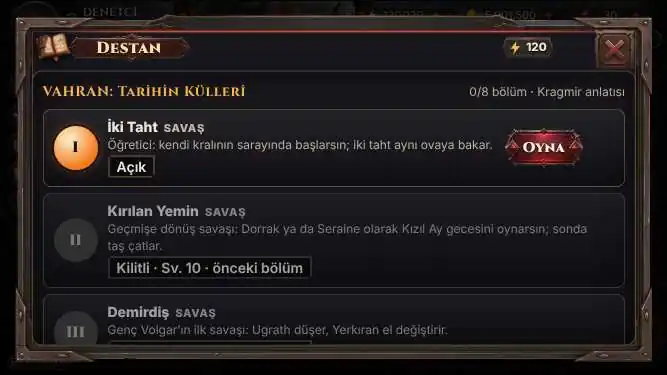 DENETÇİ
DESTAN
120
VAHRAN: TARİHİN KÜLLERİ
0/8 bölüm · Kragmir anlatısı
I
İki Taht SAVAŞ
Öğretici: kendi kralının sarayında başlarsın; iki taht aynı ovaya bakar.
Açık
OYNA
II
Kırılan Yemin SAVAŞ
Geçmişe dönüş savaşı: Dorrak ya da Seraine olarak Kızıl Ay gecesini oynarsın; sonda
taş çatlar.
Kilitli · Sv. 10 · önceki bölüm
III
Demirdiş SAVAŞ
Genç Volgar'ın ilk savaşı: Ugrath düşer, Yerkıran el değiştirir.